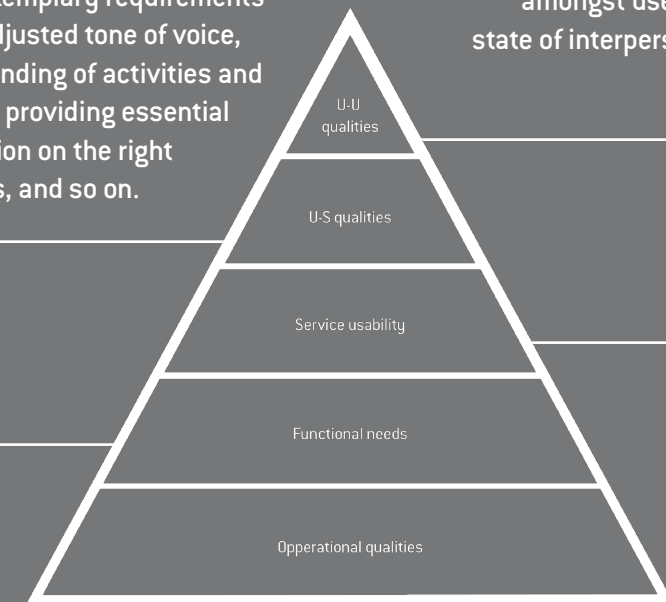 djusted tone of voice,
nding of activities and
providing essential
ion on the right
s, and so on.
state of interpers
U-U
qualities
U-S qualities
Service usability
Functional needs
Opperational qualities